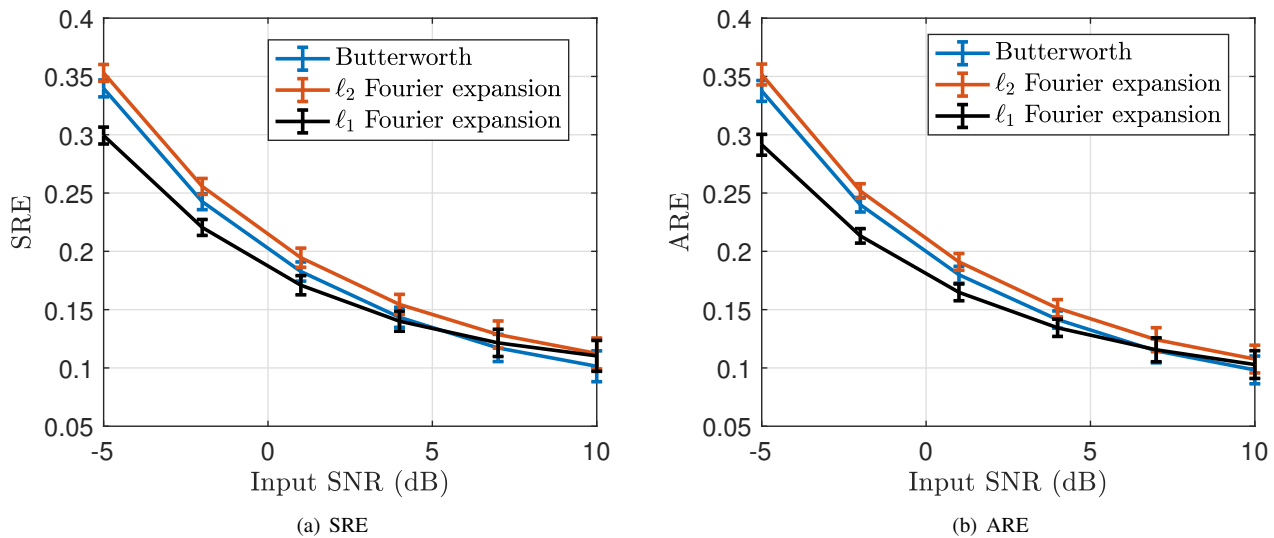 0.4
0.35
0.3
0.25
0.2
0.15
0.1
0.05
SRE
-5 0 5 10
Input SNR (dB)
Butterworth
ℓ2 Fourier expansion
ℓ1 Fourier expansion
(a) SRE
0.4
0.35
0.3
0.25
0.2
0.15
0.1
0.05
ARE
-5 0 5 10
Input SNR (dB)
Butterworth
ℓ2 Fourier expansion
ℓ1 Fourier expansion
(b) ARE